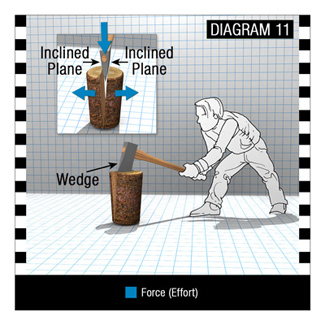 DIAGRAM 11
Inclined Plane
Inclined Plane
Wedge
Force (Effort)